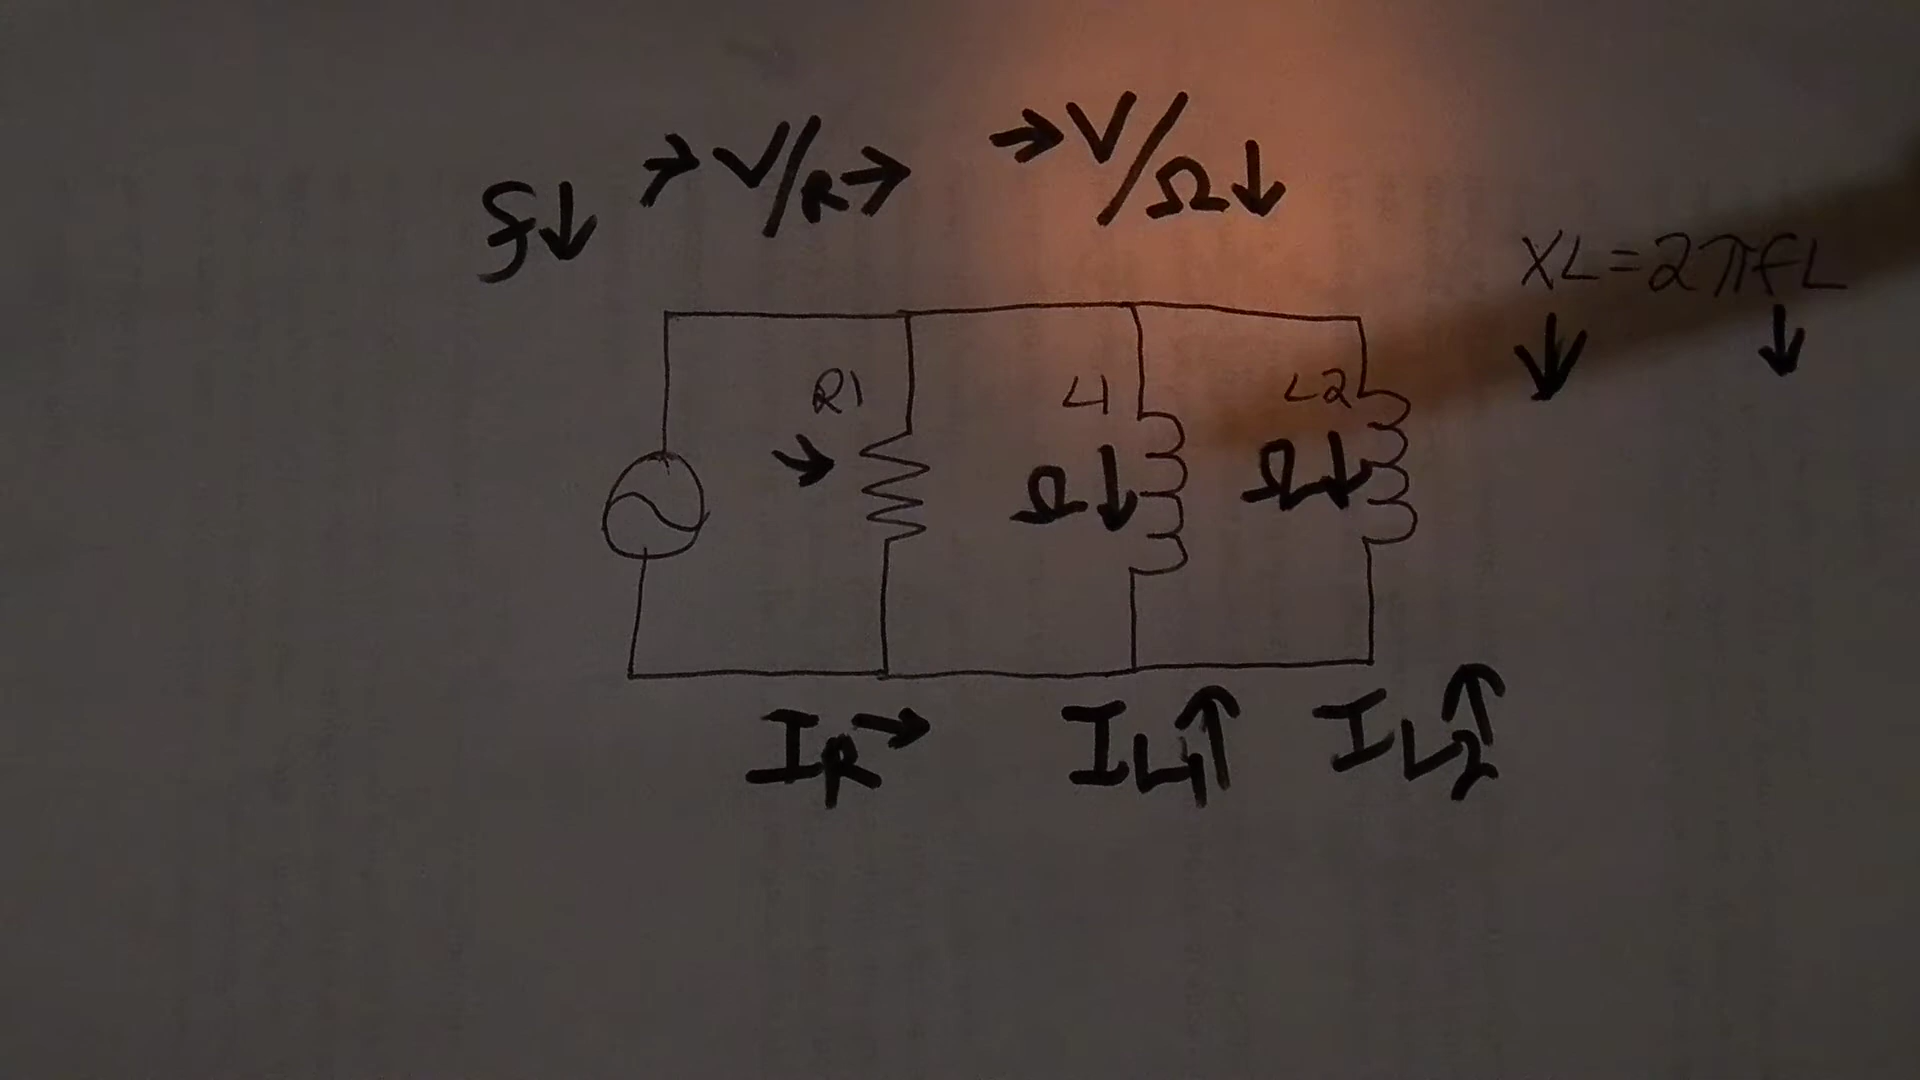 f↓ →V/R→ →V/Ω↓
XL=2πfL
↓ ↓
R1 L1 L2
→ Ω↓ Ω↓
IR→ IL1↑ IL2↑